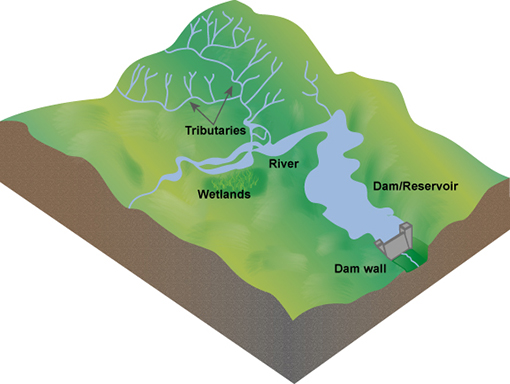 Tributaries
River
Wetlands
Dam/Reservoir
Dam wall